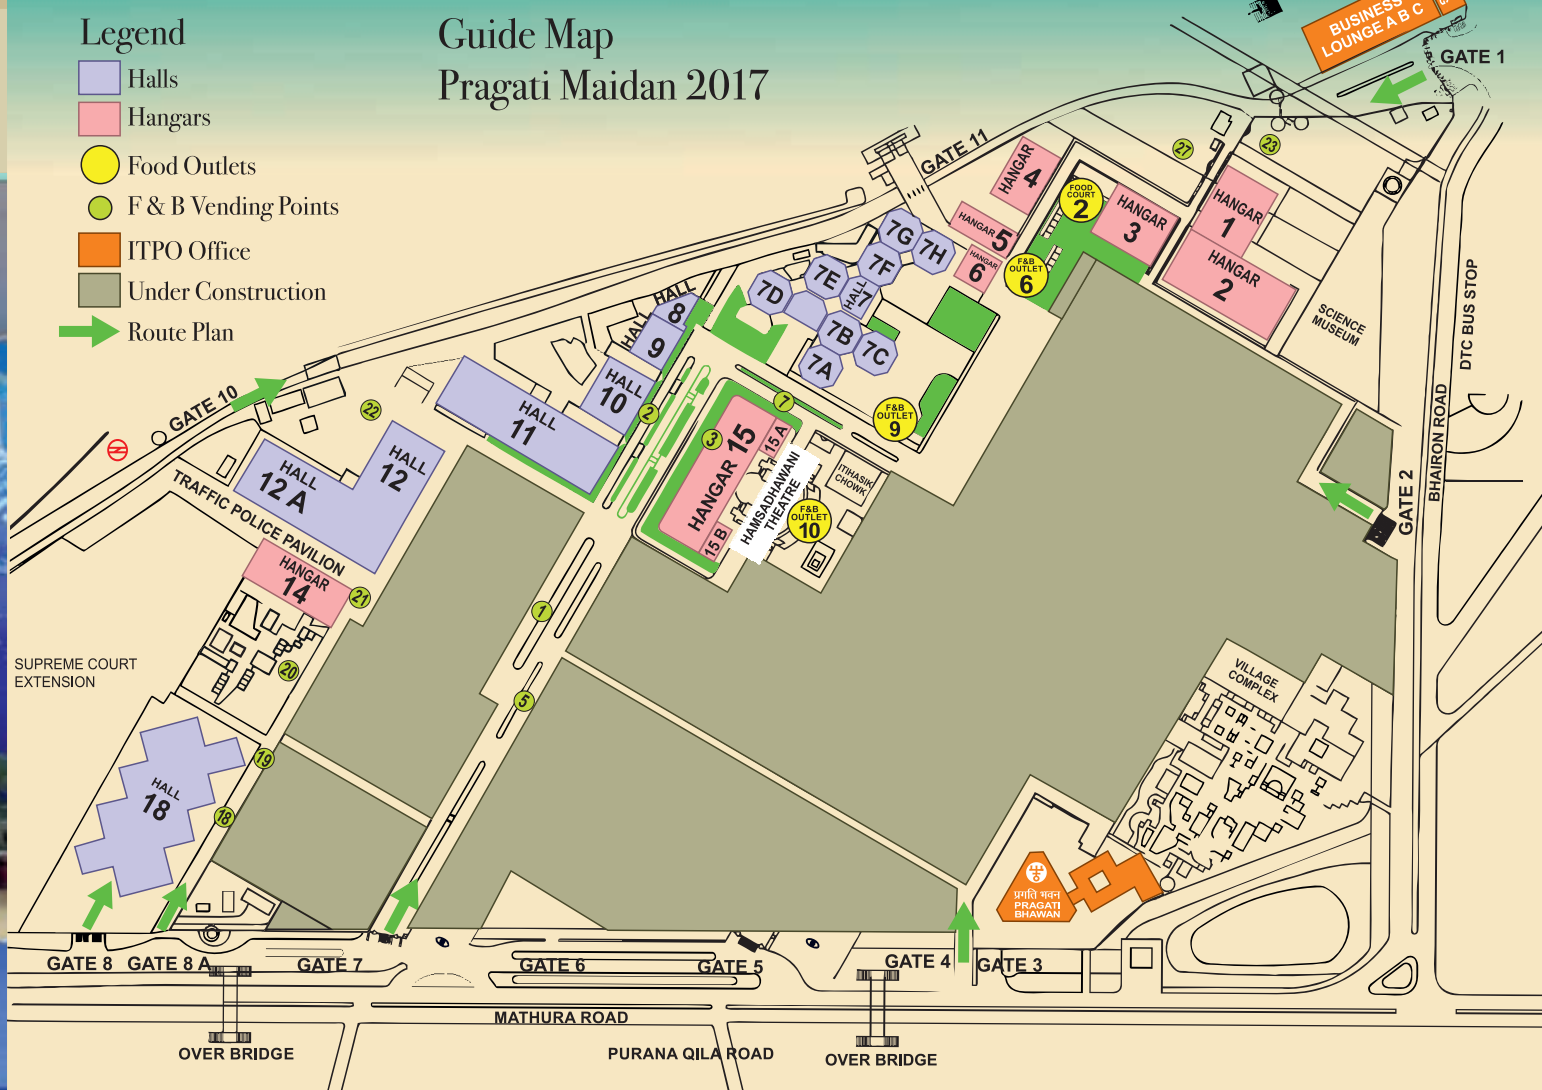 Legend
Halls
Hangars
Food Outlets
F & B Vending Points
ITPO Office
Under Construction
Route Plan
Guide Map
Pragati Maidan 2017
BUSINESS
LOUNGE A B C
GATE 1
GATE 11
27
23
HANGAR
4
FOOD
COURT
2
HANGAR
3
HANGAR
1
HANGAR
2
HANGAR 5
HANGAR
6
F&B
OUTLET
6
SCIENCE
MUSEUM
DTC BUS STOP
BHAIRON ROAD
GATE 2
7G
7H
7F
7E
7D
HALL
7
7B
7C
7A
HALL
8
HALL
9
HALL
10
HALL
11
2
7
3
F&B
OUTLET
9
HANGAR 15
15 A
15 B
HAMSADHAWANI
THEATRE
ITIHASIK
CHOWK
F&B
OUTLET
10
GATE 10
22
HALL
12
HALL
12 A
TRAFFIC POLICE PAVILION
HANGAR
14
21
20
1
5
SUPREME COURT
EXTENSION
19
18
HALL
18
VILLAGE
COMPLEX
प्रगति भवन
PRAGATI
BHAWAN
GATE 8
GATE 8 A
GATE 7
GATE 6
GATE 5
GATE 4
GATE 3
MATHURA ROAD
OVER BRIDGE
PURANA QILA ROAD
OVER BRIDGE